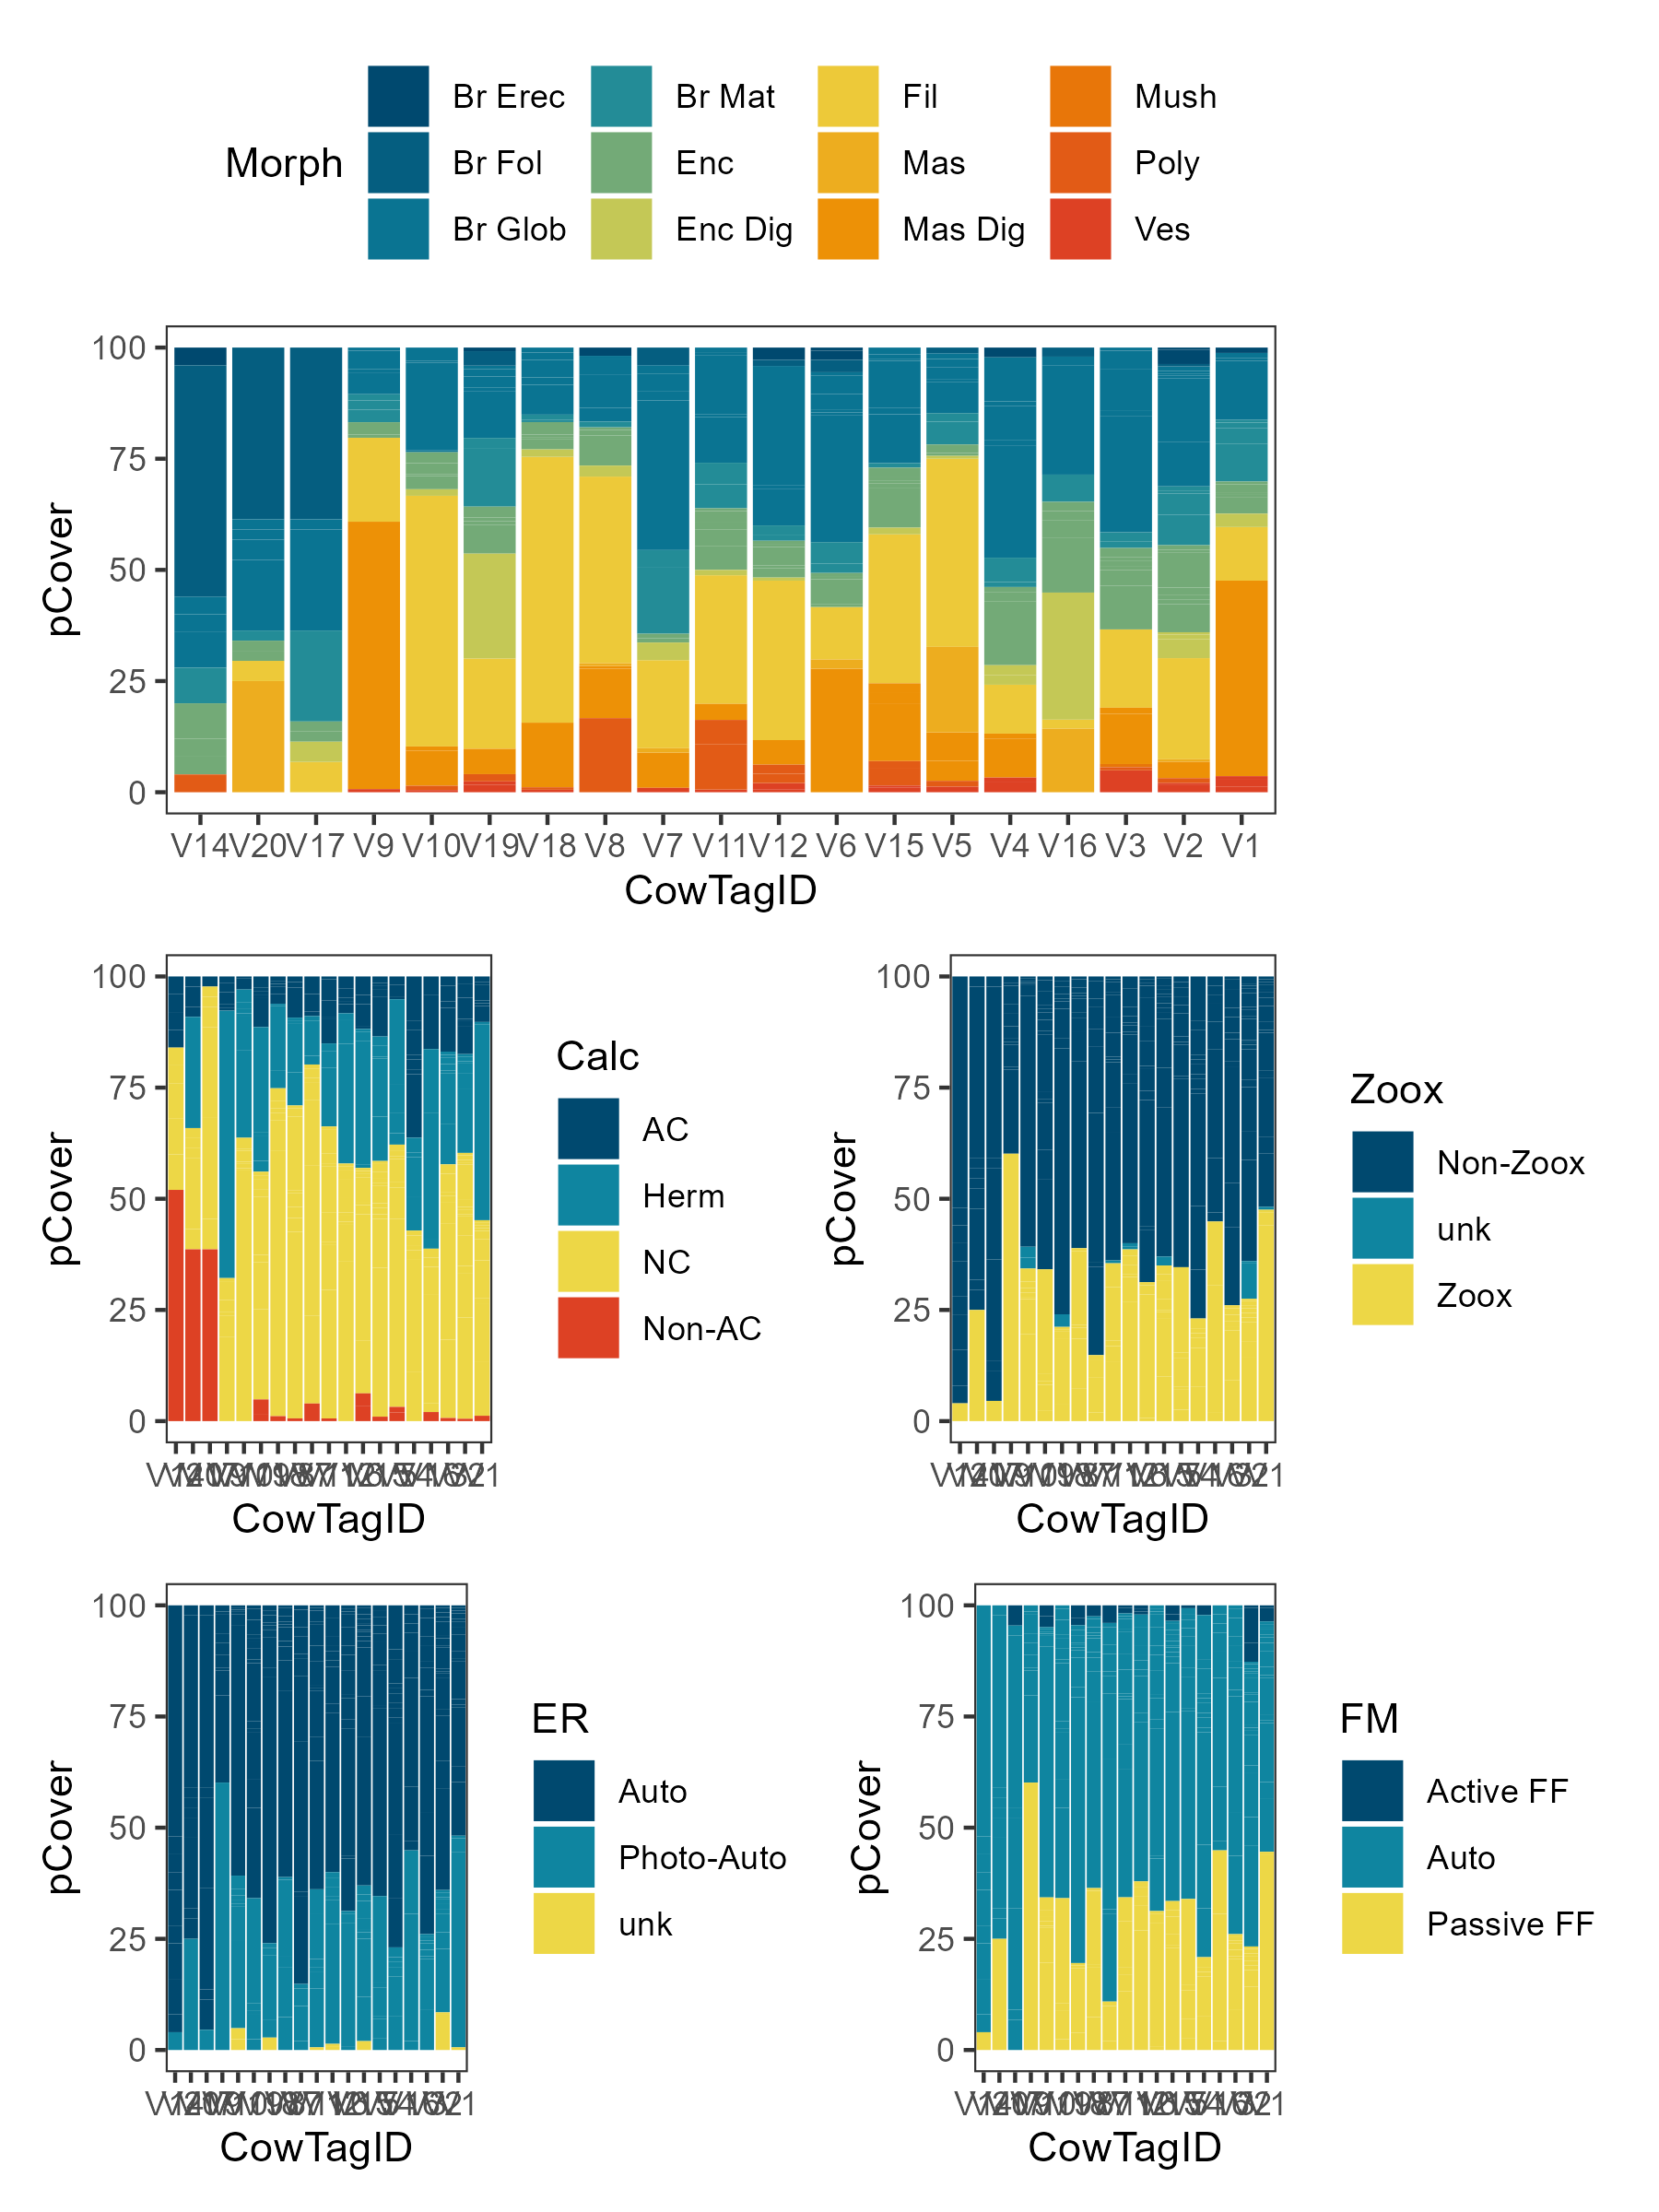 Morph
Br Erec Br Mat Fil Mush
Br Fol Enc Mas Poly
Br Glob Enc Dig Mas Dig Ves
100
75
50
25
0
pCover
V14 V20 V17 V9 V10 V19 V18 V8 V7 V11 V12 V6 V15 V5 V4 V16 V3 V2 V1
CowTagID
100
75
50
25
0
pCover
CowTagID
Calc
AC
Herm
NC
Non-AC
100
75
50
25
0
pCover
CowTagID
Zoox
Non-Zoox
unk
Zoox
100
75
50
25
0
pCover
CowTagID
ER
Auto
Photo-Auto
unk
100
75
50
25
0
pCover
CowTagID
FM
Active FF
Auto
Passive FF